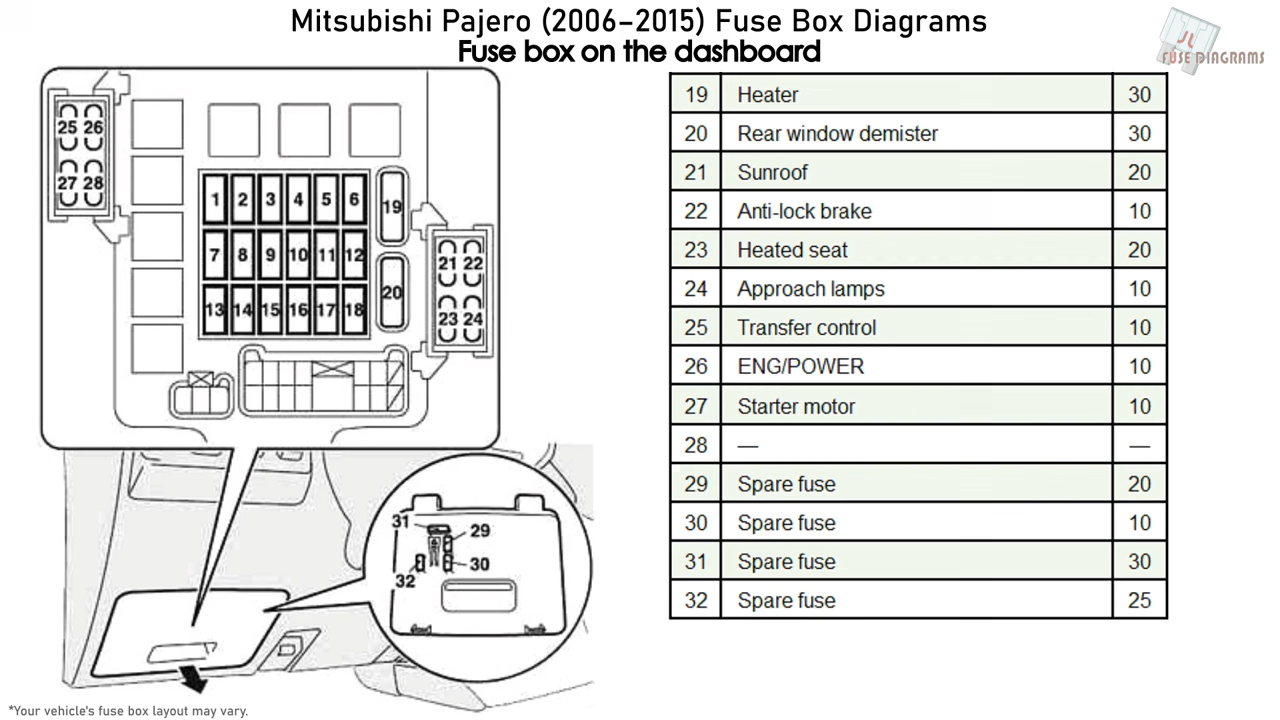 Mitsubishi Pajero (2006–2015) Fuse Box Diagrams
Fuse box on the dashboard
JL
FUSE DIAGRAMS
25 26
27 28
1 2 3 4 5 6
19
7 8 9 10 11 12
20
13 14 15 16 17 18
21 22
23 24
31
29
30
32
19 Heater 30
20 Rear window demister 30
21 Sunroof 20
22 Anti-lock brake 10
23 Heated seat 20
24 Approach lamps 10
25 Transfer control 10
26 ENG/POWER 10
27 Starter motor 10
28 — —
29 Spare fuse 20
30 Spare fuse 10
31 Spare fuse 30
32 Spare fuse 25
*Your vehicle's fuse box layout may vary.